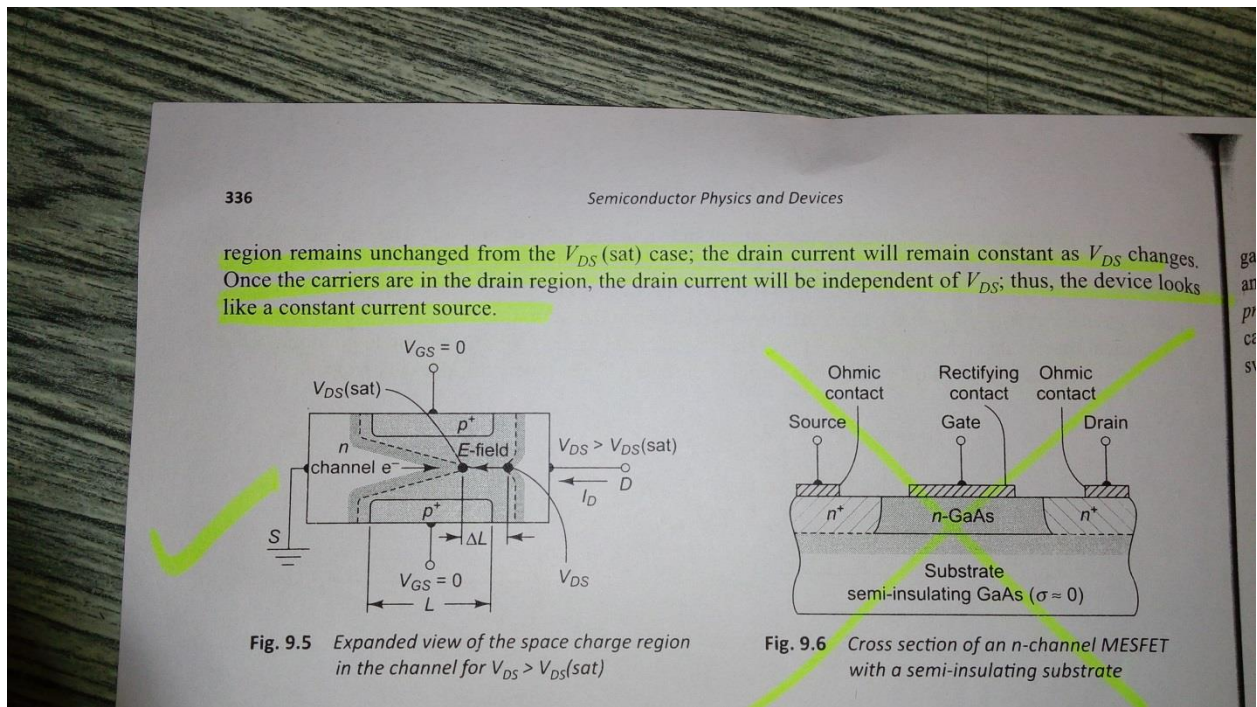 336
Semiconductor Physics and Devices
region remains unchanged from the V_DS (sat) case; the drain current will remain constant as V_DS changes.
Once the carriers are in the drain region, the drain current will be independent of V_DS; thus, the device looks
like a constant current source.
V_GS = 0
V_DS(sat)
p+
n
E-field
channel e−
V_DS > V_DS(sat)
I_D
D
p+
S
ΔL
V_GS = 0
V_DS
L
Fig. 9.5 Expanded view of the space charge region
in the channel for V_DS > V_DS(sat)
Ohmic
contact
Rectifying
contact
Ohmic
contact
Source
Gate
Drain
n+
n-GaAs
n+
Substrate
semi-insulating GaAs (σ ≈ 0)
Fig. 9.6 Cross section of an n-channel MESFET
with a semi-insulating substrate